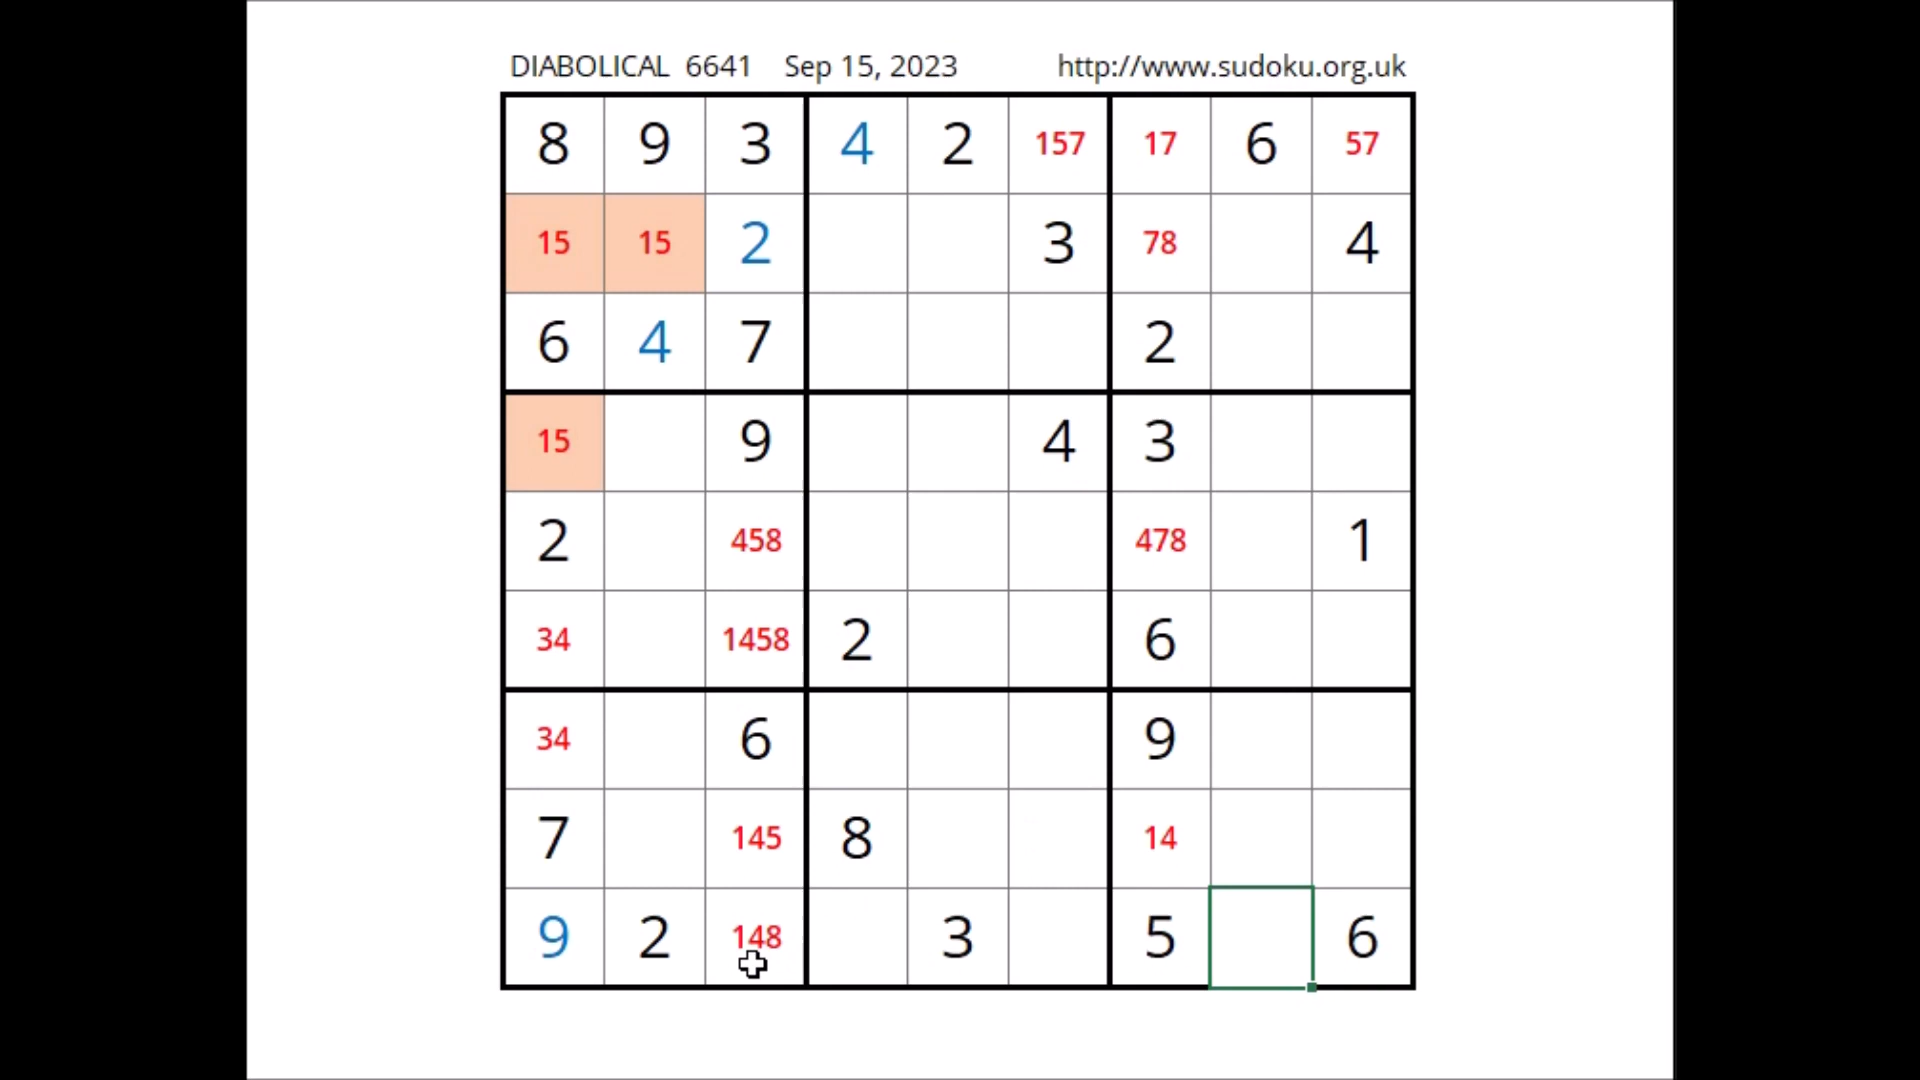 DIABOLICAL 6641 Sep 15, 2023 http://www.sudoku.org.uk
8 9 3 4 2 157 17 6 57
15 15 2 3 78 4
6 4 7 2
15 9 4 3
2 458 478 1
34 1458 2 6
34 6 9
7 145 8 14
9 2 148 3 5 6